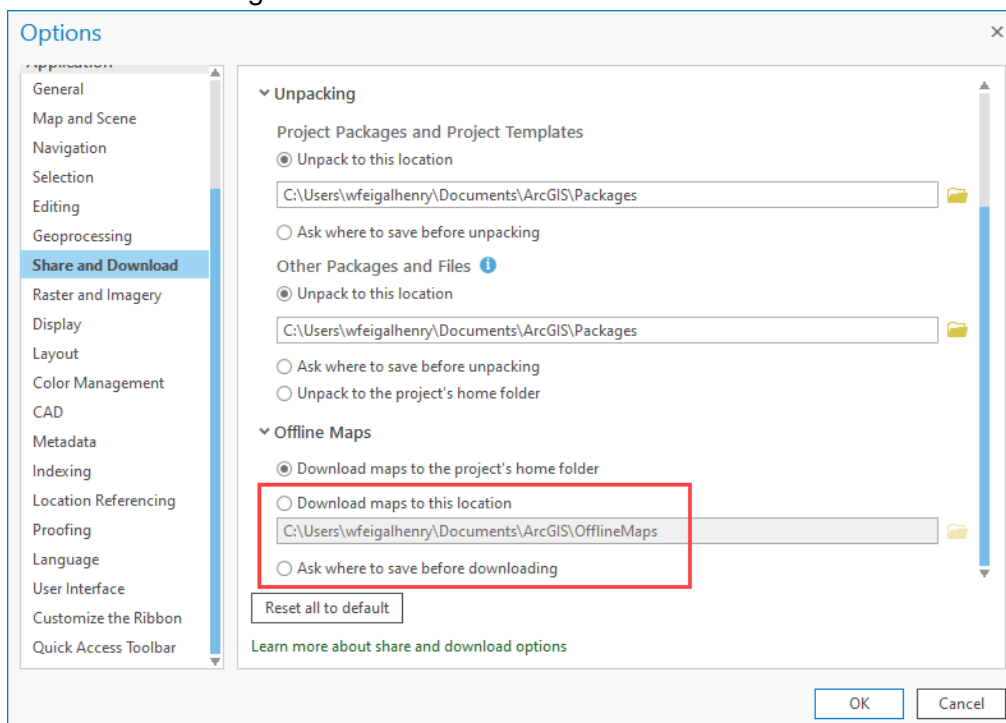 Options
General
Map and Scene
Navigation
Selection
Editing
Geoprocessing
Share and Download
Raster and Imagery
Display
Layout
Color Management
CAD
Metadata
Indexing
Location Referencing
Proofing
Language
User Interface
Customize the Ribbon
Quick Access Toolbar
Unpacking
Project Packages and Project Templates
Unpack to this location
C:\Users\wfeigalhenry\Documents\ArcGIS\Packages
Ask where to save before unpacking
Other Packages and Files
Unpack to this location
C:\Users\wfeigalhenry\Documents\ArcGIS\Packages
Ask where to save before unpacking
Unpack to the project's home folder
Offline Maps
Download maps to the project's home folder
Download maps to this location
C:\Users\wfeigalhenry\Documents\ArcGIS\OfflineMaps
Ask where to save before downloading
Reset all to default
Learn more about share and download options
OK
Cancel